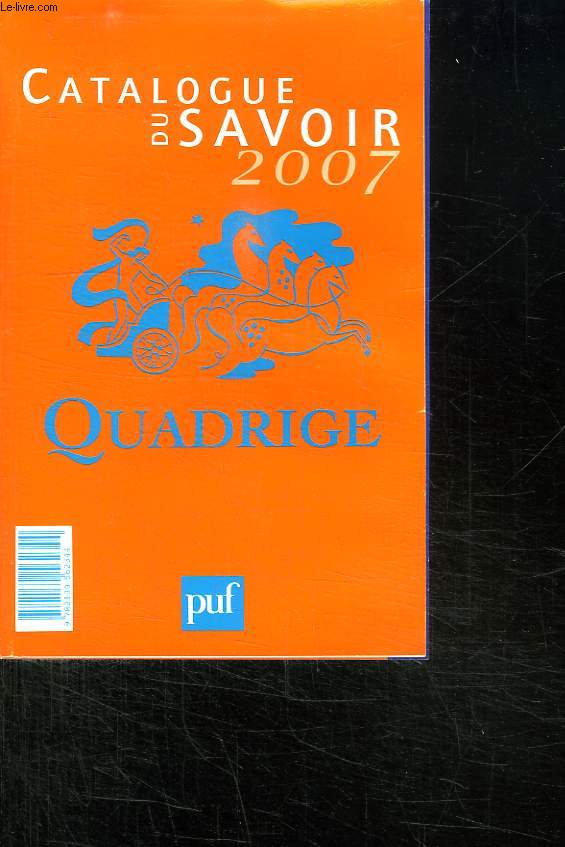 Le-livre.com
CATALOGUE
DU SAVOIR
2007
QUADRIGE
puf